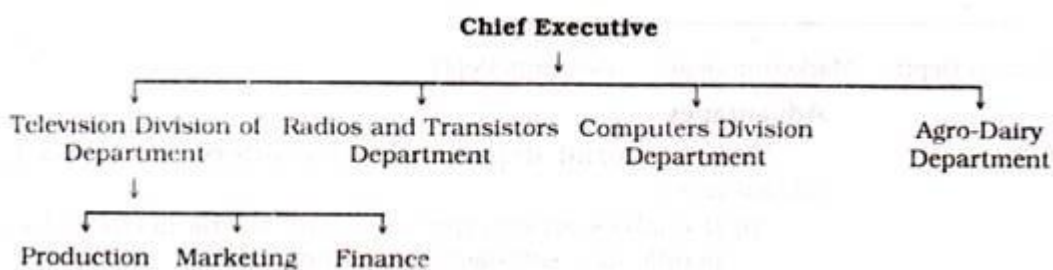 Chief Executive
Television Division of Department
Radios and Transistors Department
Computers Division Department
Agro-Dairy Department
Production Marketing Finance